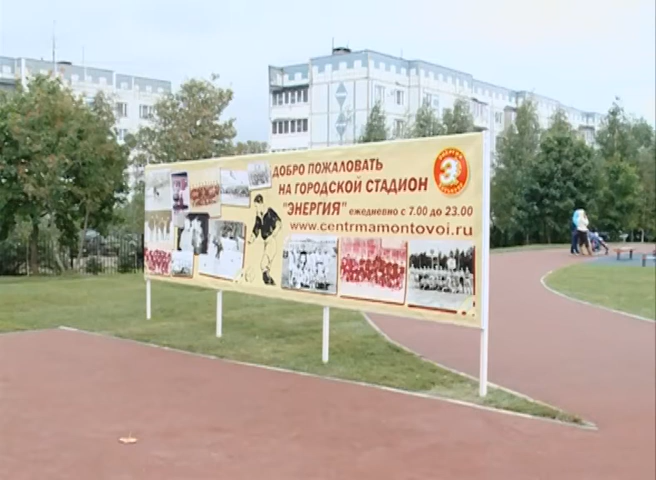 ДОБРО ПОЖАЛОВАТЬ
НА ГОРОДСКОЙ СТАДИОН
"ЭНЕРГИЯ" ежедневно с 7.00 до 23.00
www.centrmamontovoi.ru